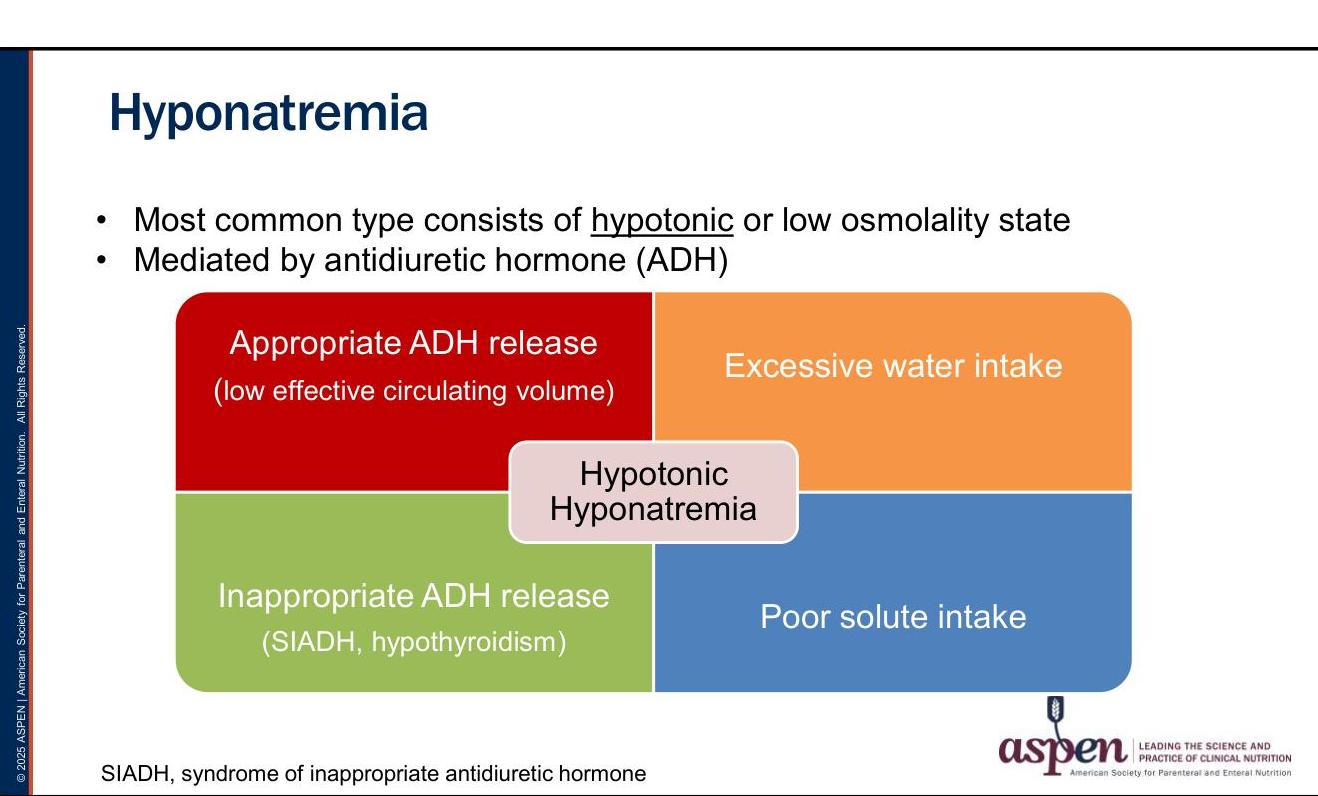 Hyponatremia
• Most common type consists of hypotonic or low osmolality state
• Mediated by antidiuretic hormone (ADH)
Appropriate ADH release
(low effective circulating volume)
Excessive water intake
Hypotonic
Hyponatremia
Inappropriate ADH release
(SIADH, hypothyroidism)
Poor solute intake
SIADH, syndrome of inappropriate antidiuretic hormone
aspen
LEADING THE SCIENCE AND
PRACTICE OF CLINICAL NUTRITION
American Society for Parenteral and Enteral Nutrition
© 2025 ASPEN | American Society for Parenteral and Enteral Nutrition. All Rights Reserved.